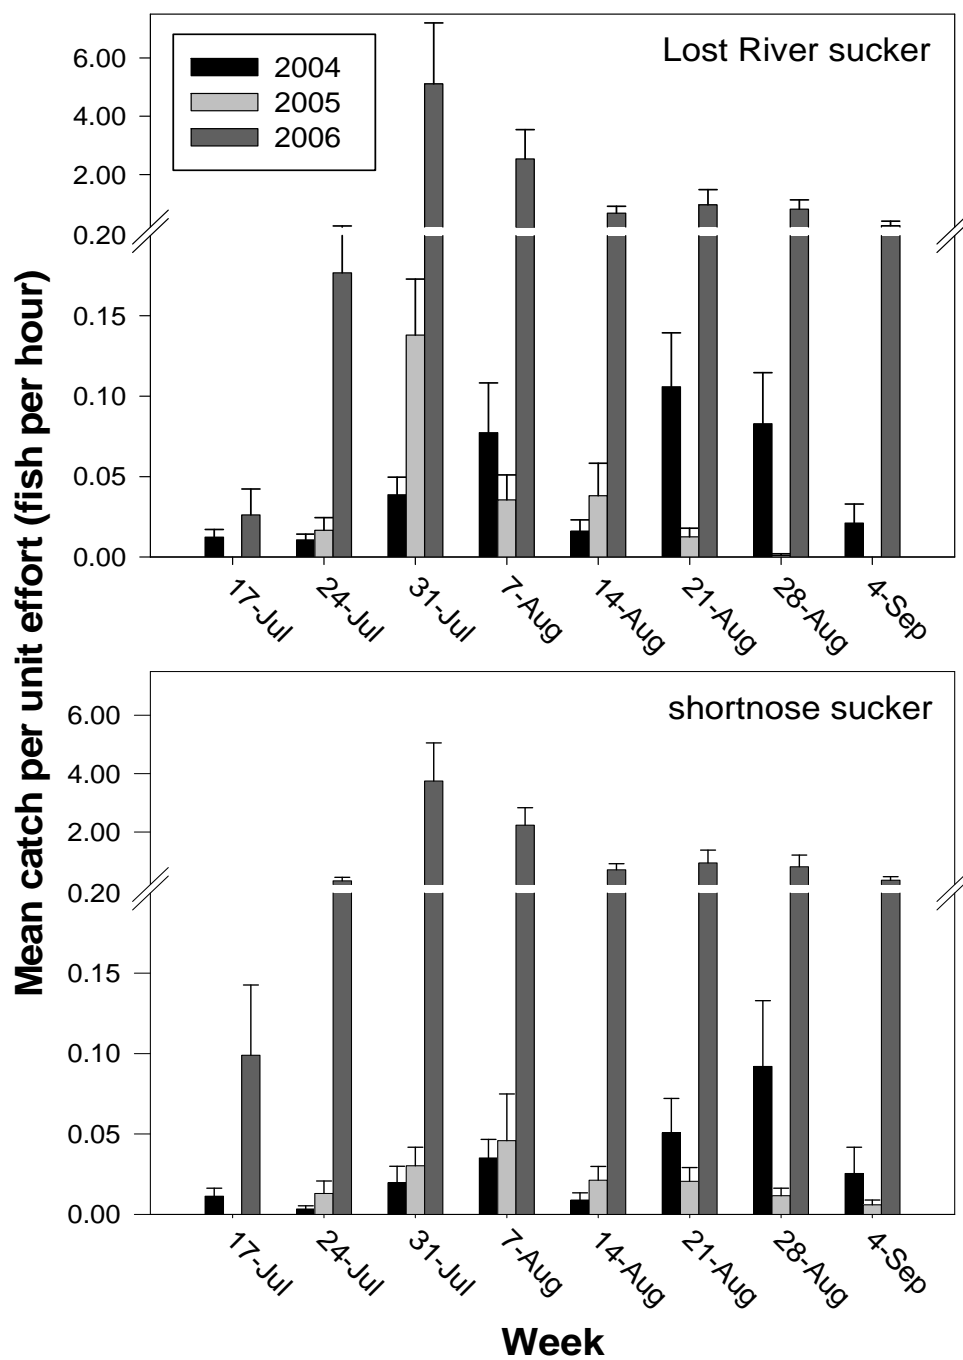 Lost River sucker
2004
2005
2006
6.00
4.00
2.00
0.20
0.15
0.10
0.05
0.00
17-Jul
24-Jul
31-Jul
7-Aug
14-Aug
21-Aug
28-Aug
4-Sep
Mean catch per unit effort (fish per hour)
shortnose sucker
6.00
4.00
2.00
0.20
0.15
0.10
0.05
0.00
17-Jul
24-Jul
31-Jul
7-Aug
14-Aug
21-Aug
28-Aug
4-Sep
Week